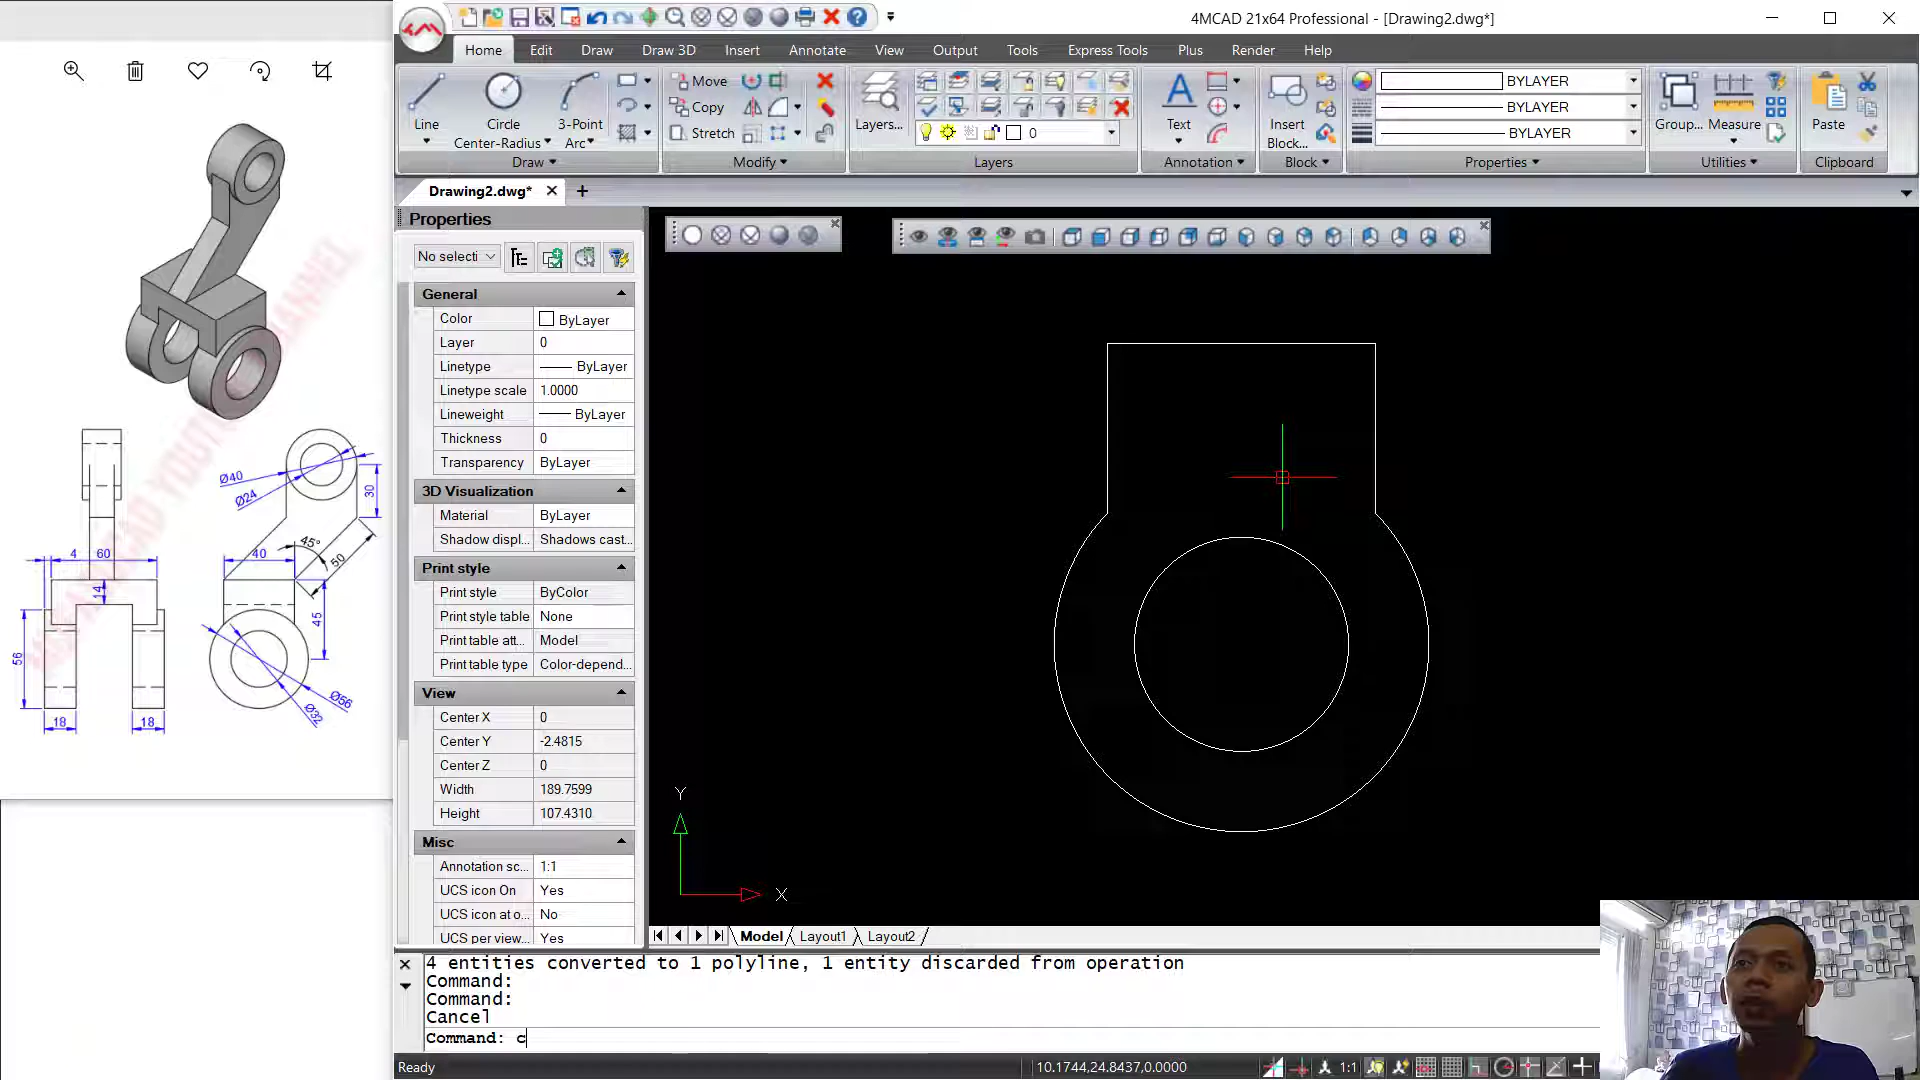 4MCAD 21x64 Professional - [Drawing2.dwg*]
Home Edit Draw Draw 3D Insert Annotate View Output Tools Express Tools Plus Render Help
Line
Circle
Center-Radius
3-Point
Arc
Move
Copy
Stretch
Layers...
0
Text
Insert
Block...
BYLAYER
BYLAYER
BYLAYER
Group...
Measure
Paste
Draw
Modify
Layers
Annotation
Block
Properties
Utilities
Clipboard
Drawing2.dwg*
Properties
No selecti
General
Color ByLayer
Layer 0
Linetype ByLayer
Linetype scale 1.0000
Lineweight ByLayer
Thickness 0
Transparency ByLayer
3D Visualization
Material ByLayer
Shadow displ... Shadows cast...
Print style
Print style ByColor
Print style table None
Print table att... Model
Print table type Color-depend...
View
Center X 0
Center Y -2.4815
Center Z 0
Width 189.7599
Height 107.4310
Misc
Annotation sc... 1:1
UCS icon On Yes
UCS icon at o... No
UCS per view... Yes
Ø40
Ø24
30
45°
50
4 60
40
14
45
56
Ø56
Ø32
18
18
Y
X
Model Layout1 Layout2
4 entities converted to 1 polyline, 1 entity discarded from operation
Command:
Command:
Cancel
Command: c
Ready
10.1744,24.8437,0.0000
1:1